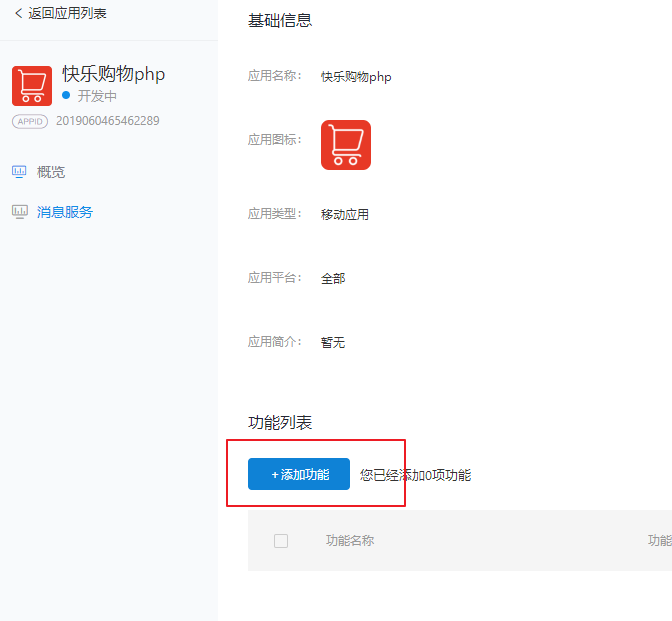 返回应用列表
快乐购物php
开发中
APPID 2019060465462289
概览
消息服务
基础信息
应用名称： 快乐购物php
应用图标：
应用类型： 移动应用
应用平台： 全部
应用简介： 暂无
功能列表
+添加功能 您已经添加0项功能
功能名称 功能